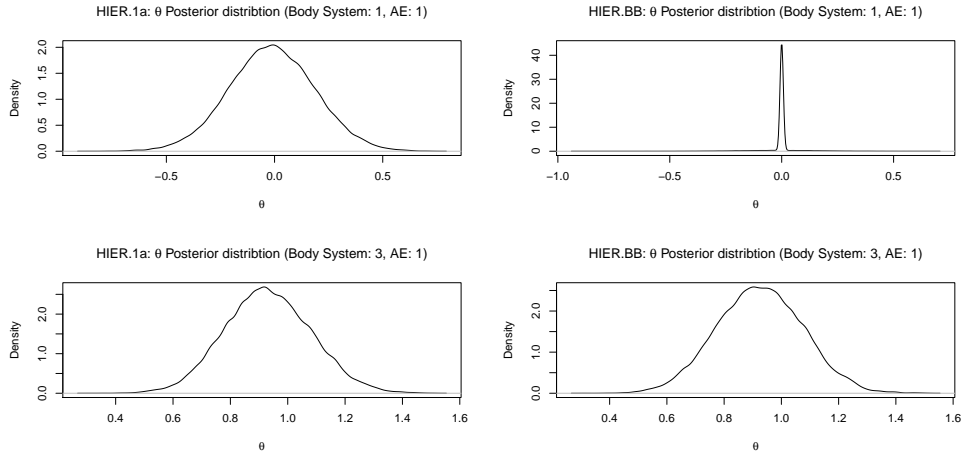 HIER.1a: θ Posterior distribtion (Body System: 1, AE: 1)
Density
0.0 0.5 1.0 1.5 2.0
−0.5 0.0 0.5
θ
HIER.BB: θ Posterior distribtion (Body System: 1, AE: 1)
Density
0 10 20 30 40
−1.0 −0.5 0.0 0.5
θ
HIER.1a: θ Posterior distribtion (Body System: 3, AE: 1)
Density
0.0 1.0 2.0
0.4 0.6 0.8 1.0 1.2 1.4 1.6
θ
HIER.BB: θ Posterior distribtion (Body System: 3, AE: 1)
Density
0.0 1.0 2.0
0.4 0.6 0.8 1.0 1.2 1.4 1.6
θ